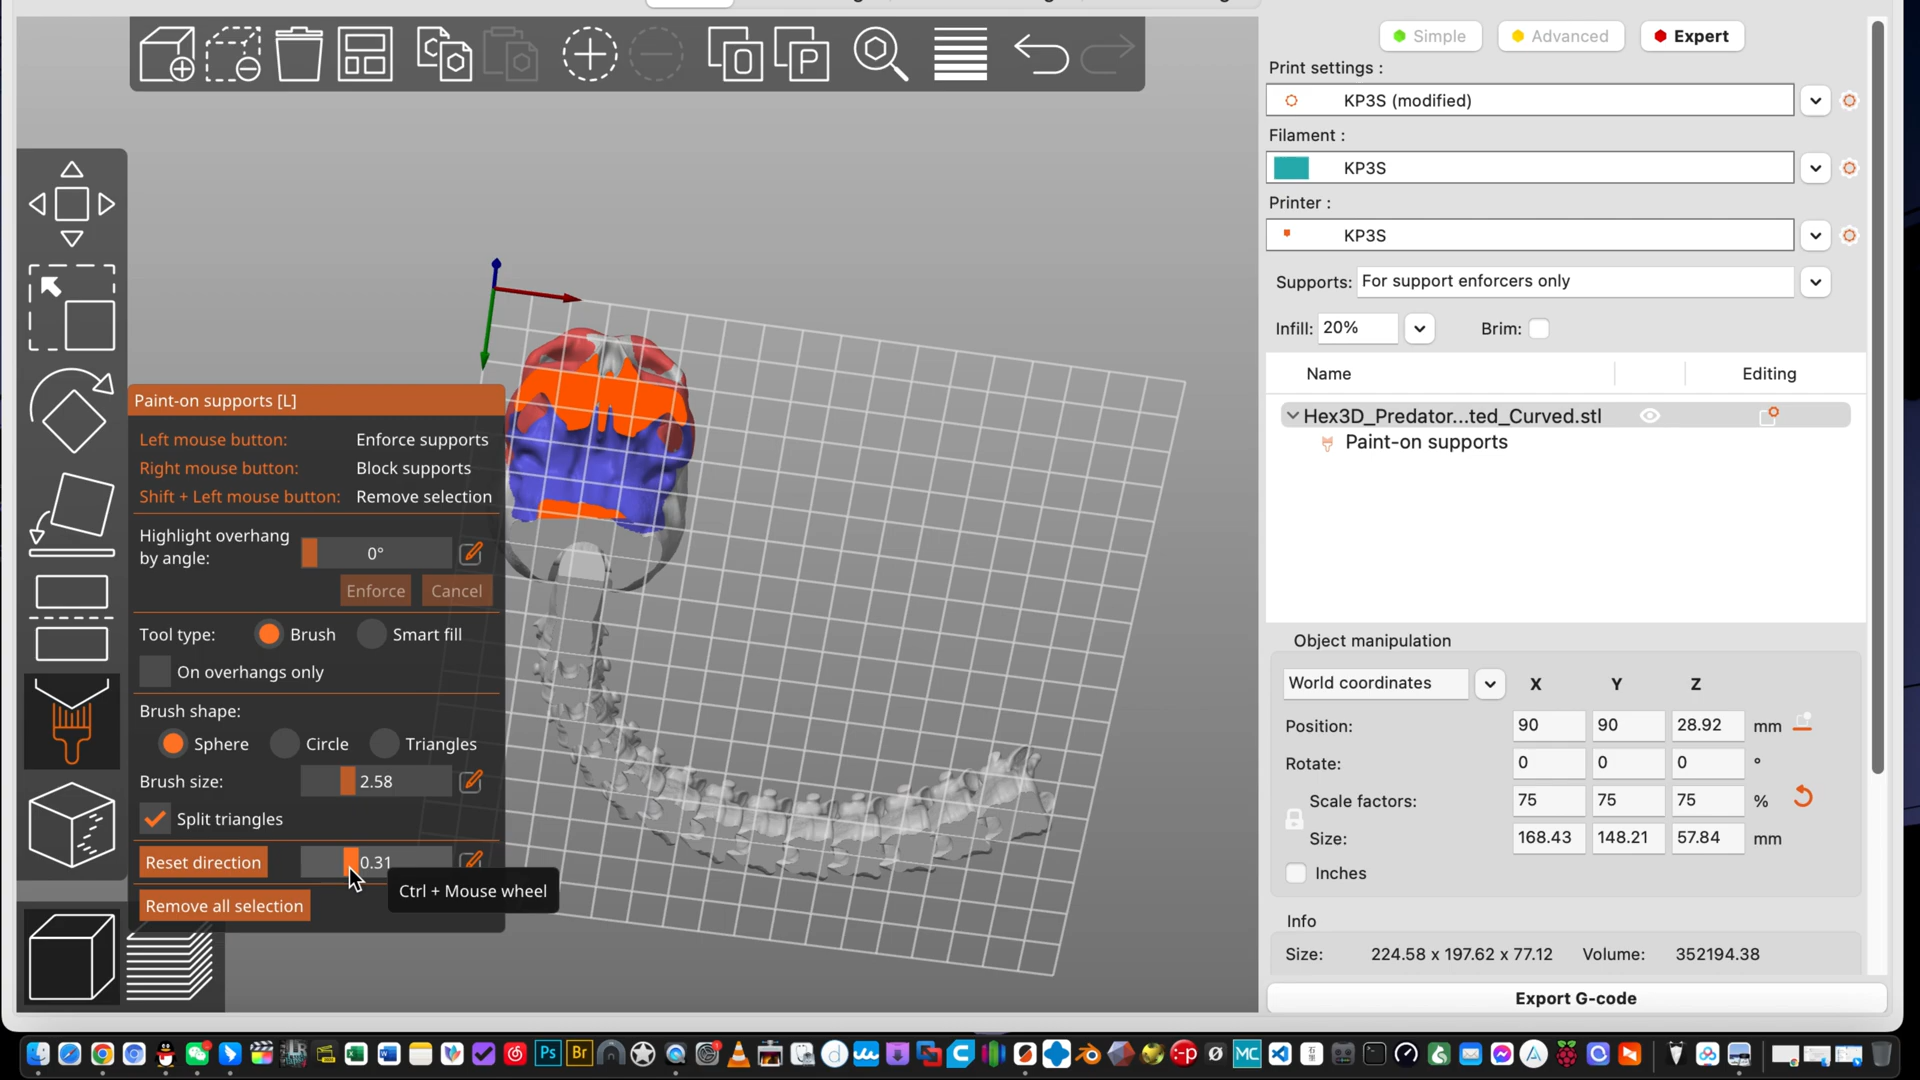 Simple
Advanced
Expert
Print settings :
KP3S (modified)
Filament :
KP3S
Printer :
KP3S
Supports: For support enforcers only
Infill: 20%
Brim:
Name
Editing
Hex3D_Predator...ted_Curved.stl
Paint-on supports
Paint-on supports [L]
Left mouse button: Enforce supports
Right mouse button: Block supports
Shift + Left mouse button: Remove selection
Highlight overhang
by angle:
0°
Enforce
Cancel
Tool type: Brush Smart fill
On overhangs only
Brush shape:
Sphere Circle Triangles
Brush size: 2.58
Split triangles
Reset direction 0.31
Ctrl + Mouse wheel
Remove all selection
Object manipulation
World coordinates X Y Z
Position: 90 90 28.92 mm
Rotate: 0 0 0 °
Scale factors: 75 75 75 %
Size: 168.43 148.21 57.84 mm
Inches
Info
Size: 224.58 x 197.62 x 77.12 Volume: 352194.38
Export G-code
Ps
Br
MC